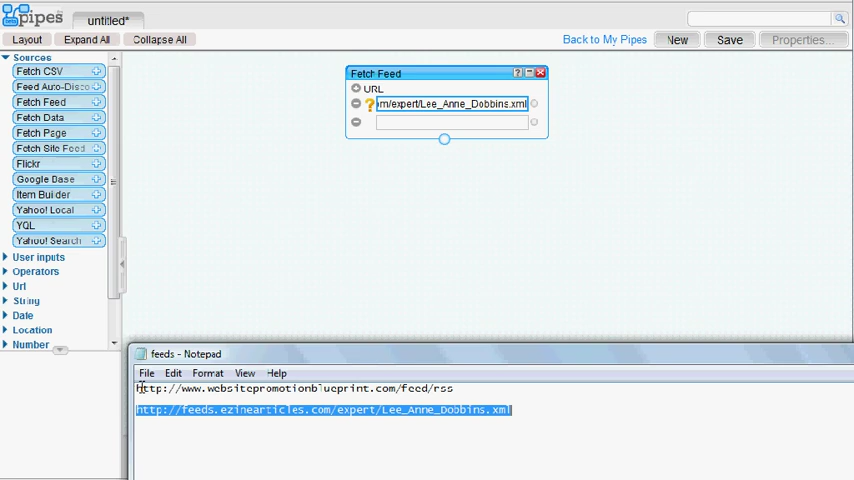 pipes
untitled*
Layout Expand All Collapse All Back to My Pipes New Save Properties...
Sources
Fetch CSV
Feed Auto-Disco
Fetch Feed
Fetch Data
Fetch Page
Fetch Site Feed
Flickr
Google Base
Item Builder
Yahoo! Local
YQL
Yahoo! Search
User inputs
Operators
Url
String
Date
Location
Number
Fetch Feed
URL
om/expert/Lee_Anne_Dobbins.xml
feeds - Notepad
File Edit Format View Help
http://www.websitepromotionblueprint.com/feed/rss
http://feeds.ezinearticles.com/expert/Lee_Anne_Dobbins.xml